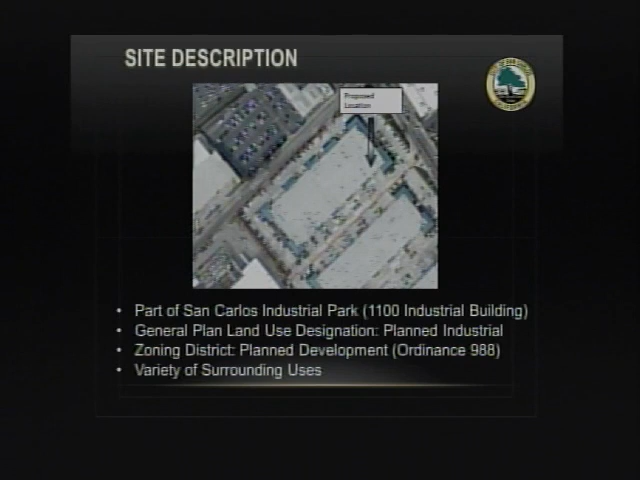 SITE DESCRIPTION
Proposed
Location
• Part of San Carlos Industrial Park (1100 Industrial Building)
• General Plan Land Use Designation: Planned Industrial
• Zoning District: Planned Development (Ordinance 988)
• Variety of Surrounding Uses